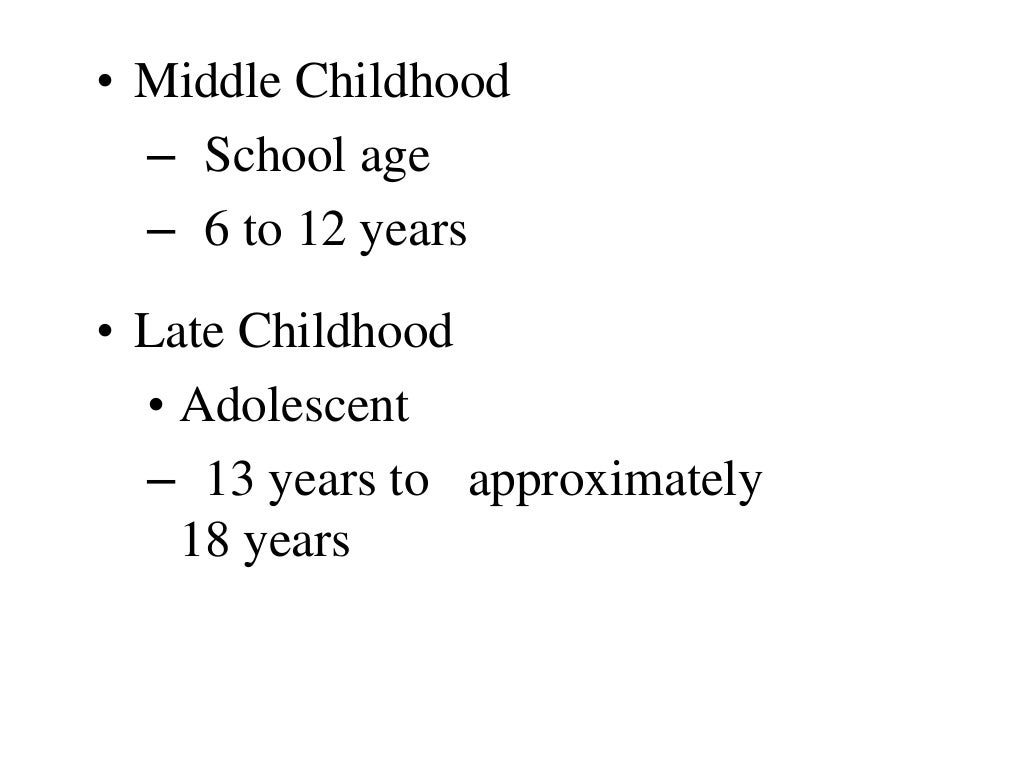 • Middle Childhood
– School age
– 6 to 12 years
• Late Childhood
• Adolescent
– 13 years to   approximately
18 years